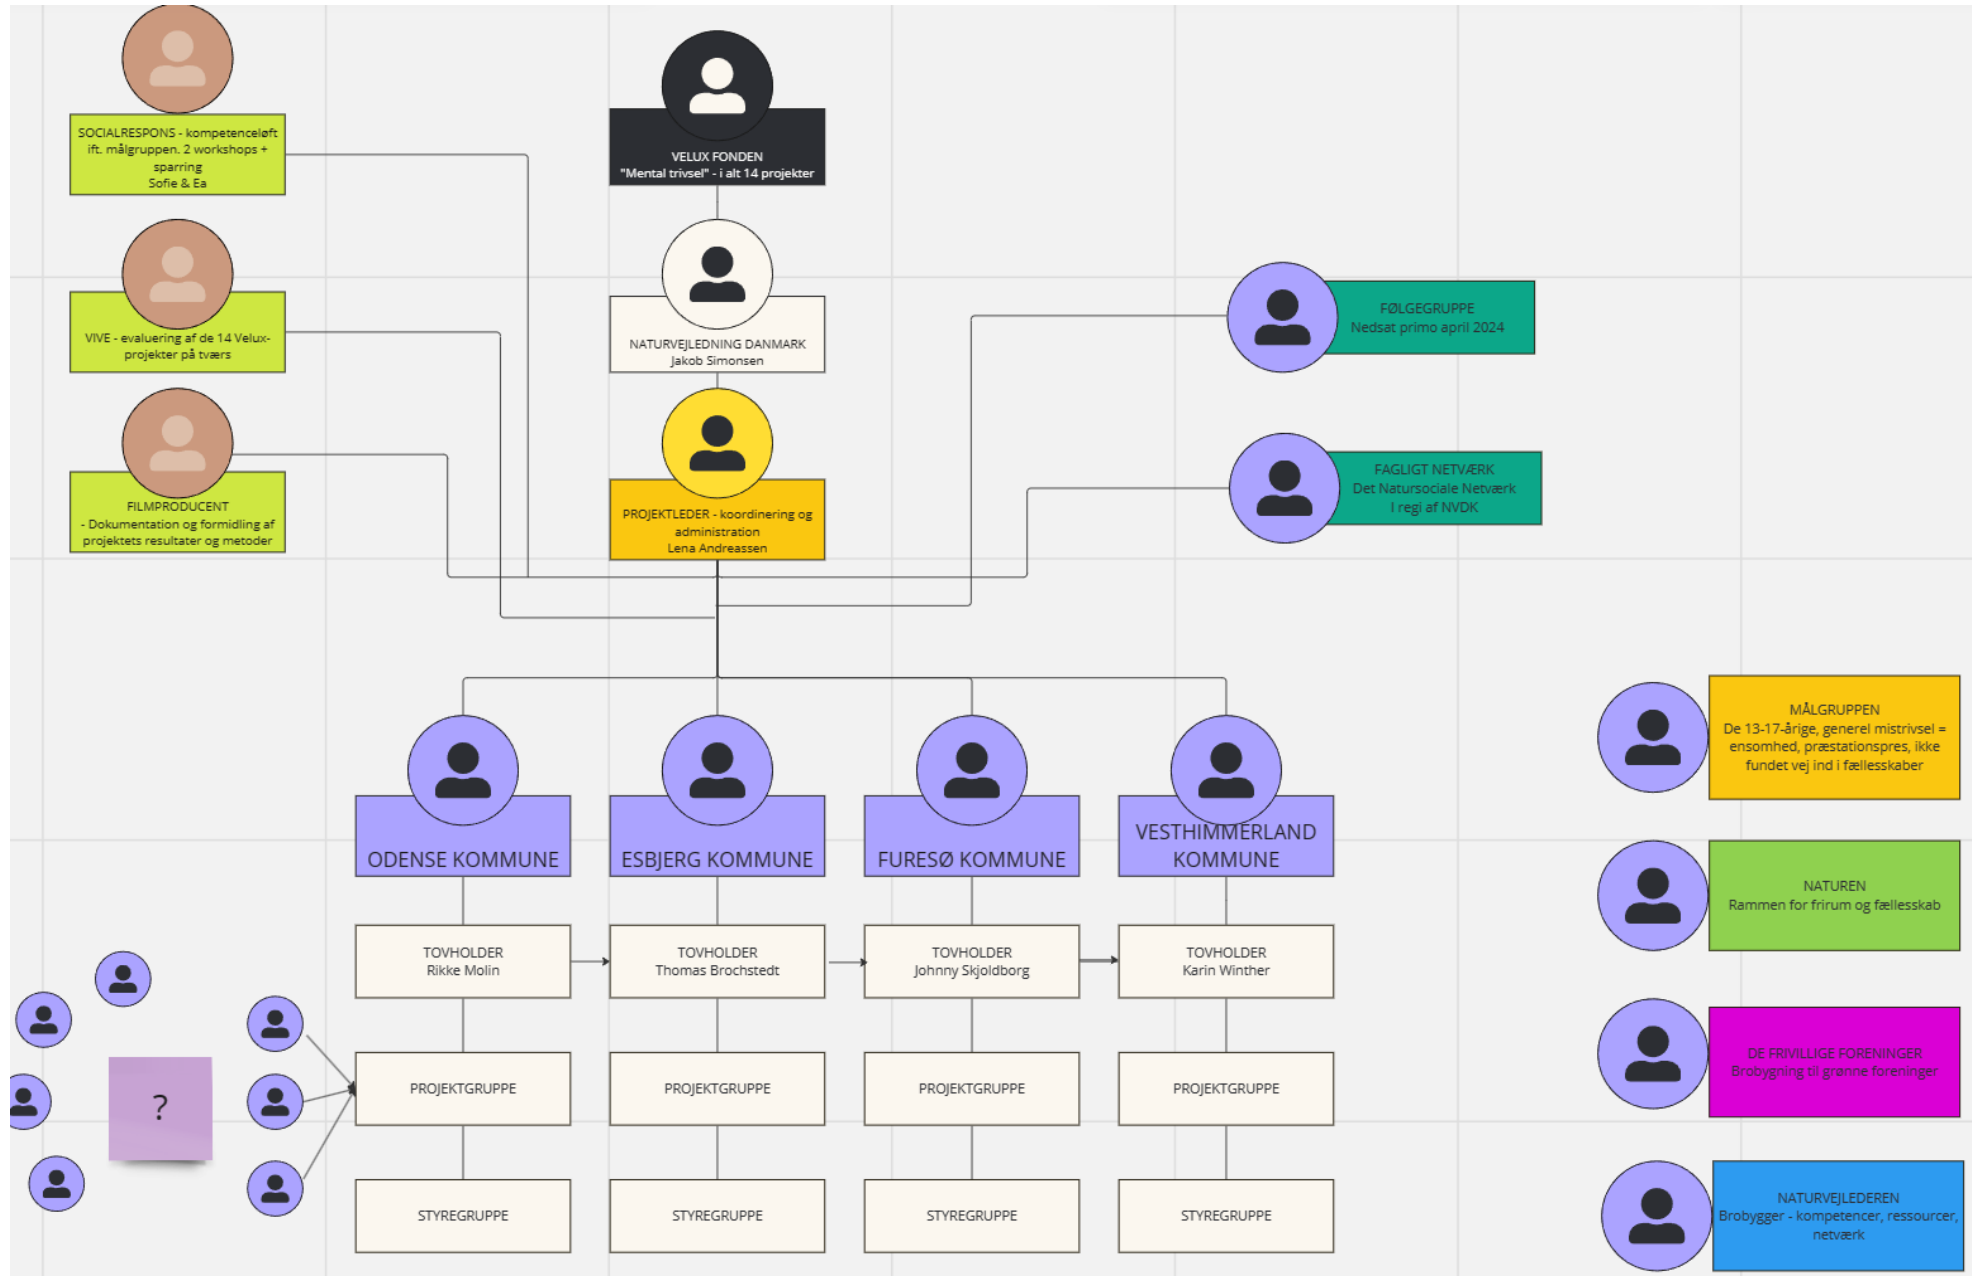 SOCIALRESPONS - kompetenceløft
ift. målgruppen. 2 workshops +
sparring
Sofie & Ea
VELUX FONDEN
"Mental trivsel" - i alt 14 projekter
VIVE - evaluering af de 14 Velux-
projekter på tværs
NATURVEJLEDNING DANMARK
Jakob Simonsen
FØLGEGRUPPE
Nedsat primo april 2024
FILMPRODUCENT
- Dokumentation og formidling af
projektets resultater og metoder
PROJEKTLEDER - koordinering og
administration
Lena Andreassen
FAGLIGT NETVÆRK
Det Natursociale Netværk
I regi af NVDK
ODENSE KOMMUNE
ESBJERG KOMMUNE
FURESØ KOMMUNE
VESTHIMMERLAND
KOMMUNE
TOVHOLDER
Rikke Molin
TOVHOLDER
Thomas Brochstedt
TOVHOLDER
Johnny Skjoldborg
TOVHOLDER
Karin Winther
?
PROJEKTGRUPPE
PROJEKTGRUPPE
PROJEKTGRUPPE
PROJEKTGRUPPE
STYREGRUPPE
STYREGRUPPE
STYREGRUPPE
STYREGRUPPE
MÅLGRUPPEN
De 13-17-årige, generel mistrivsel =
ensomhed, præstationspres, ikke
fundet vej ind i fællesskaber
NATUREN
Rammen for frirum og fællesskab
DE FRIVILLIGE FORENINGER
Brobygning til grønne foreninger
NATURVEJLEDEREN
Brobygger - kompetencer, ressourcer,
netværk